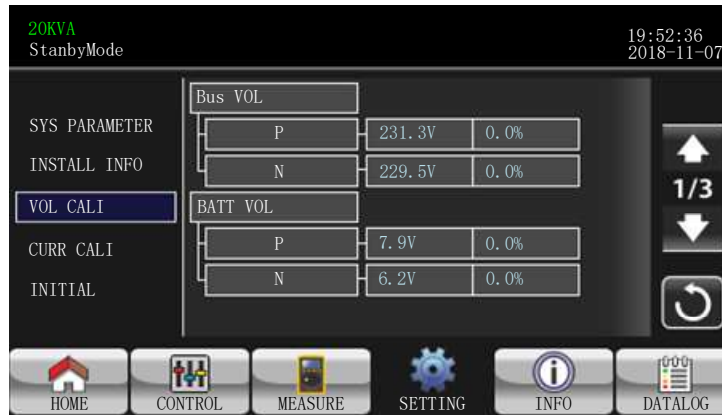 20KVA
StanbyMode
19:52:36
2018-11-07
SYS PARAMETER
INSTALL INFO
VOL CALI
CURR CALI
INITIAL
Bus VOL
P 231.3V 0.0%
N 229.5V 0.0%
BATT VOL
P 7.9V 0.0%
N 6.2V 0.0%
1/3
HOME CONTROL MEASURE SETTING INFO DATALOG